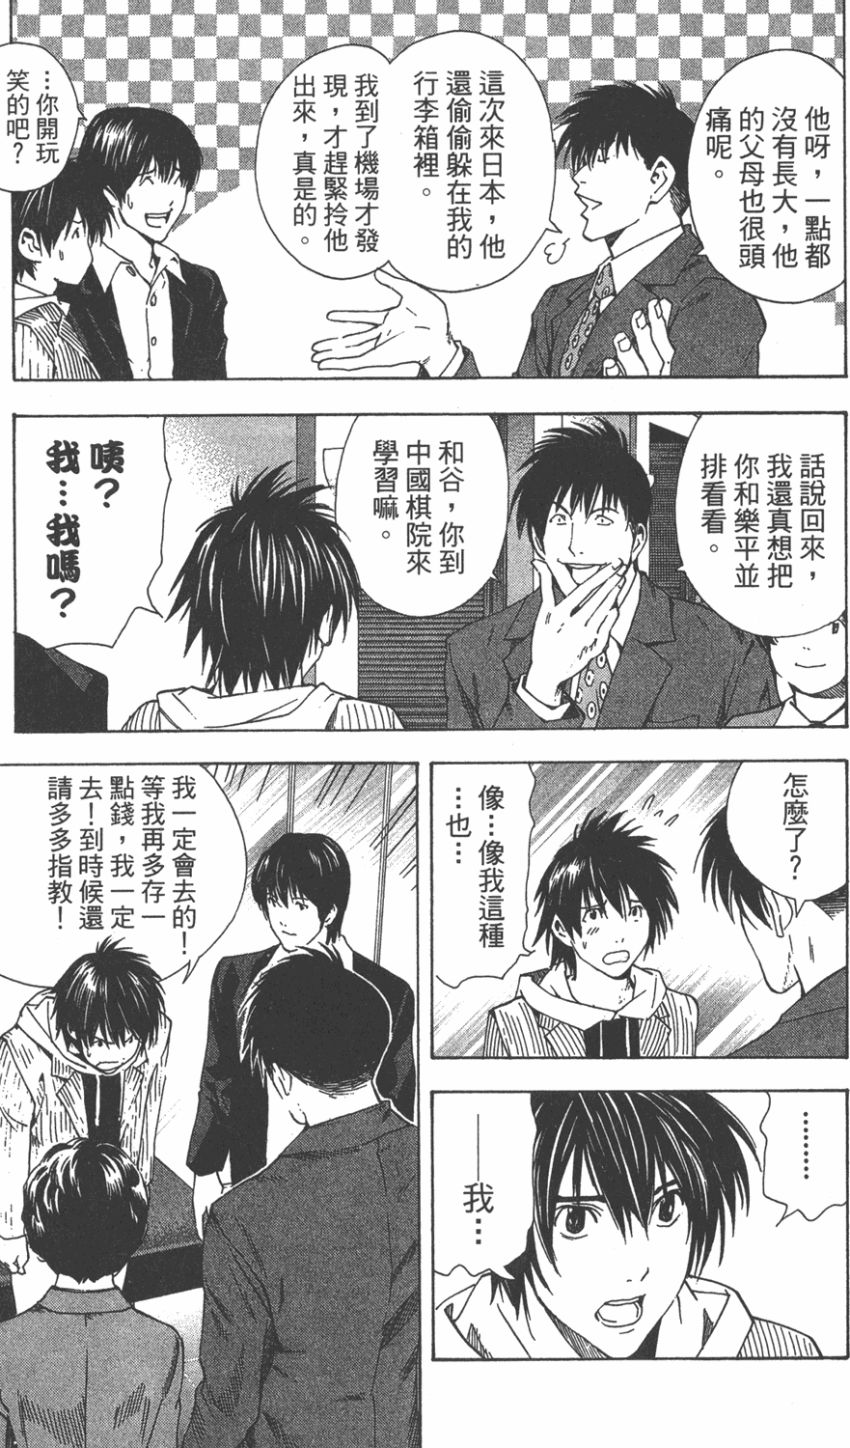 他呀，一點都
沒有長大，他
的父母也很頭
痛呢。
這次來日本，他
還偷偷躲在我的
行李箱裡。
我到了機場才發
現，才趕緊拎他
出來，真是的。
…你開玩
笑的吧？
話說回來，
我還真想把
你和樂平並
排看看。
和谷，你到
中國棋院來
學習嘛。
咦？
我…我嗎？
怎麼了？
像…像我這種
…也…
………
——我…
我一定會去的！
等我再多存一
點錢，我一定
去！到時候還
請多多指教！